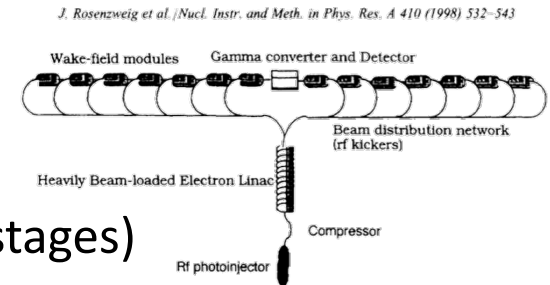 J. Rosenzweig et al. /Nucl. Instr. and Meth. in Phys. Res. A 410 (1998) 532–543
Wake-field modules
Gamma converter and Detector
Beam distribution network
(rf kickers)
Heavily Beam-loaded Electron Linac
stages)
Compressor
Rf photoinjector